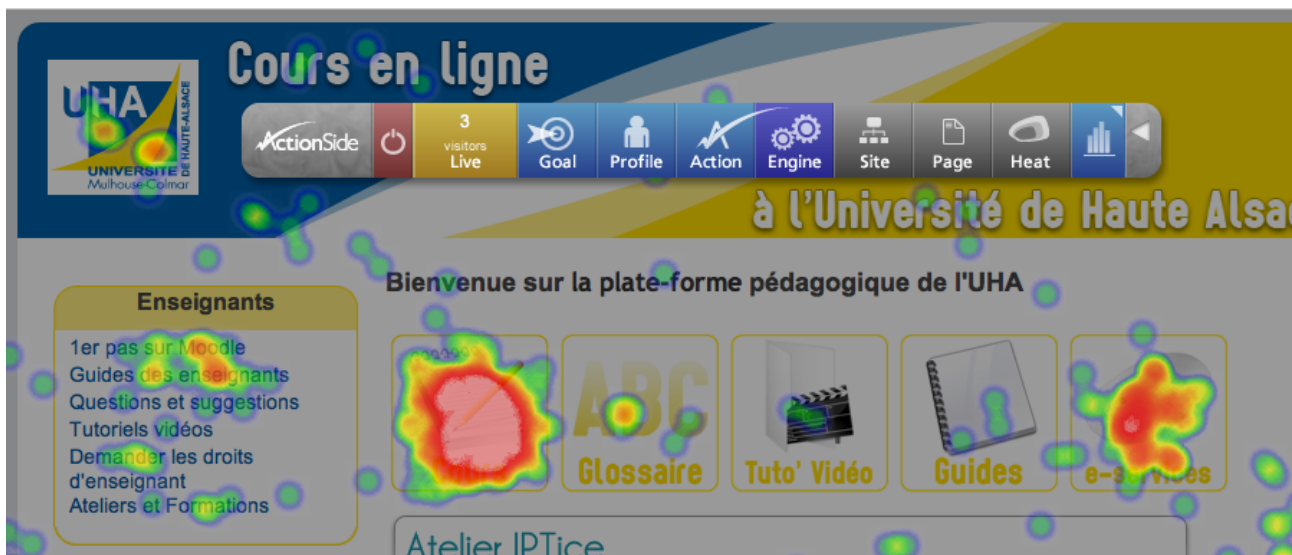 Cours en ligne
UHA
UNIVERSITÉ
Mulhouse-Colmar
DE HAUTE-ALSACE
ActionSide
3
visitors
Live
Goal
Profile
Action
Engine
Site
Page
Heat
à l'Université de Haute Alsa
Bienvenue sur la plate-forme pédagogique de l'UHA
Enseignants
1er pas sur Moodle
Guides des enseignants
Questions et suggestions
Tutoriels vidéos
Demander les droits
d'enseignant
Ateliers et Formations
ABC
Glossaire
Tuto' Vidéo
Guides
e-services
Atelier IPTice